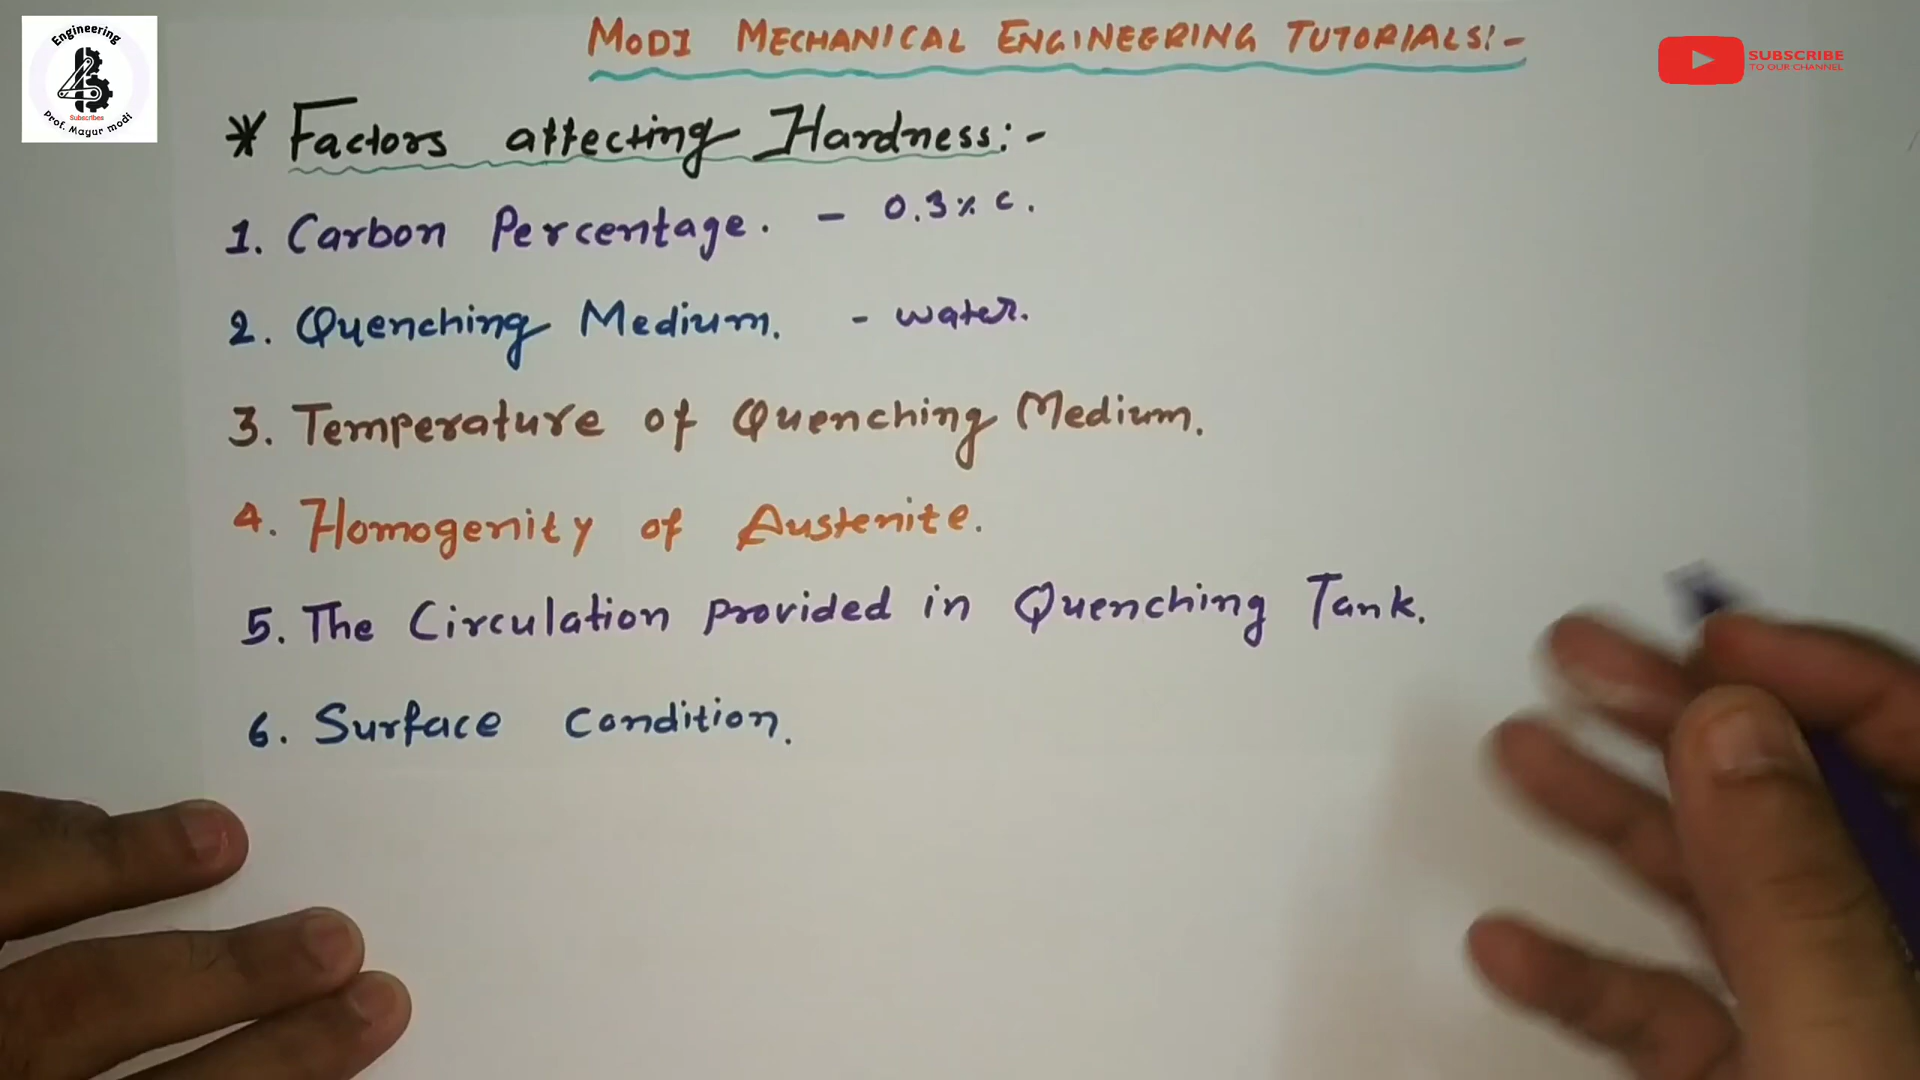 Engineering
Subscribes
Prof. Mayur modi
MODI MECHANICAL ENGINEERING TUTORIALS:-
SUBSCRIBE
TO OUR CHANNEL
* Factors affecting Hardness:-
1. Carbon Percentage. - 0.3% C.
2. Quenching Medium. - water.
3. Temperature of Quenching Medium.
4. Homogenity of Austenite.
5. The Circulation provided in Quenching Tank.
6. Surface Condition.